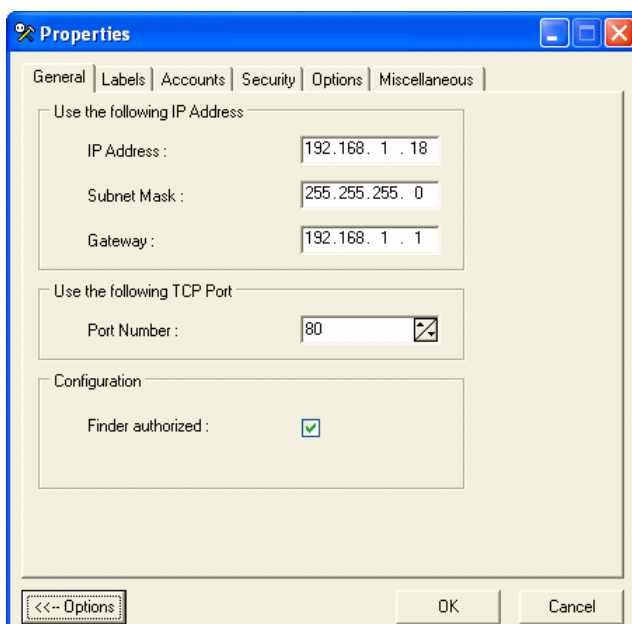 Properties
General Labels Accounts Security Options Miscellaneous
Use the following IP Address
IP Address : 192.168. 1 . 18
Subnet Mask : 255.255.255. 0
Gateway : 192.168. 1 . 1
Use the following TCP Port
Port Number : 80
Configuration
Finder authorized :
<<-- Options OK Cancel